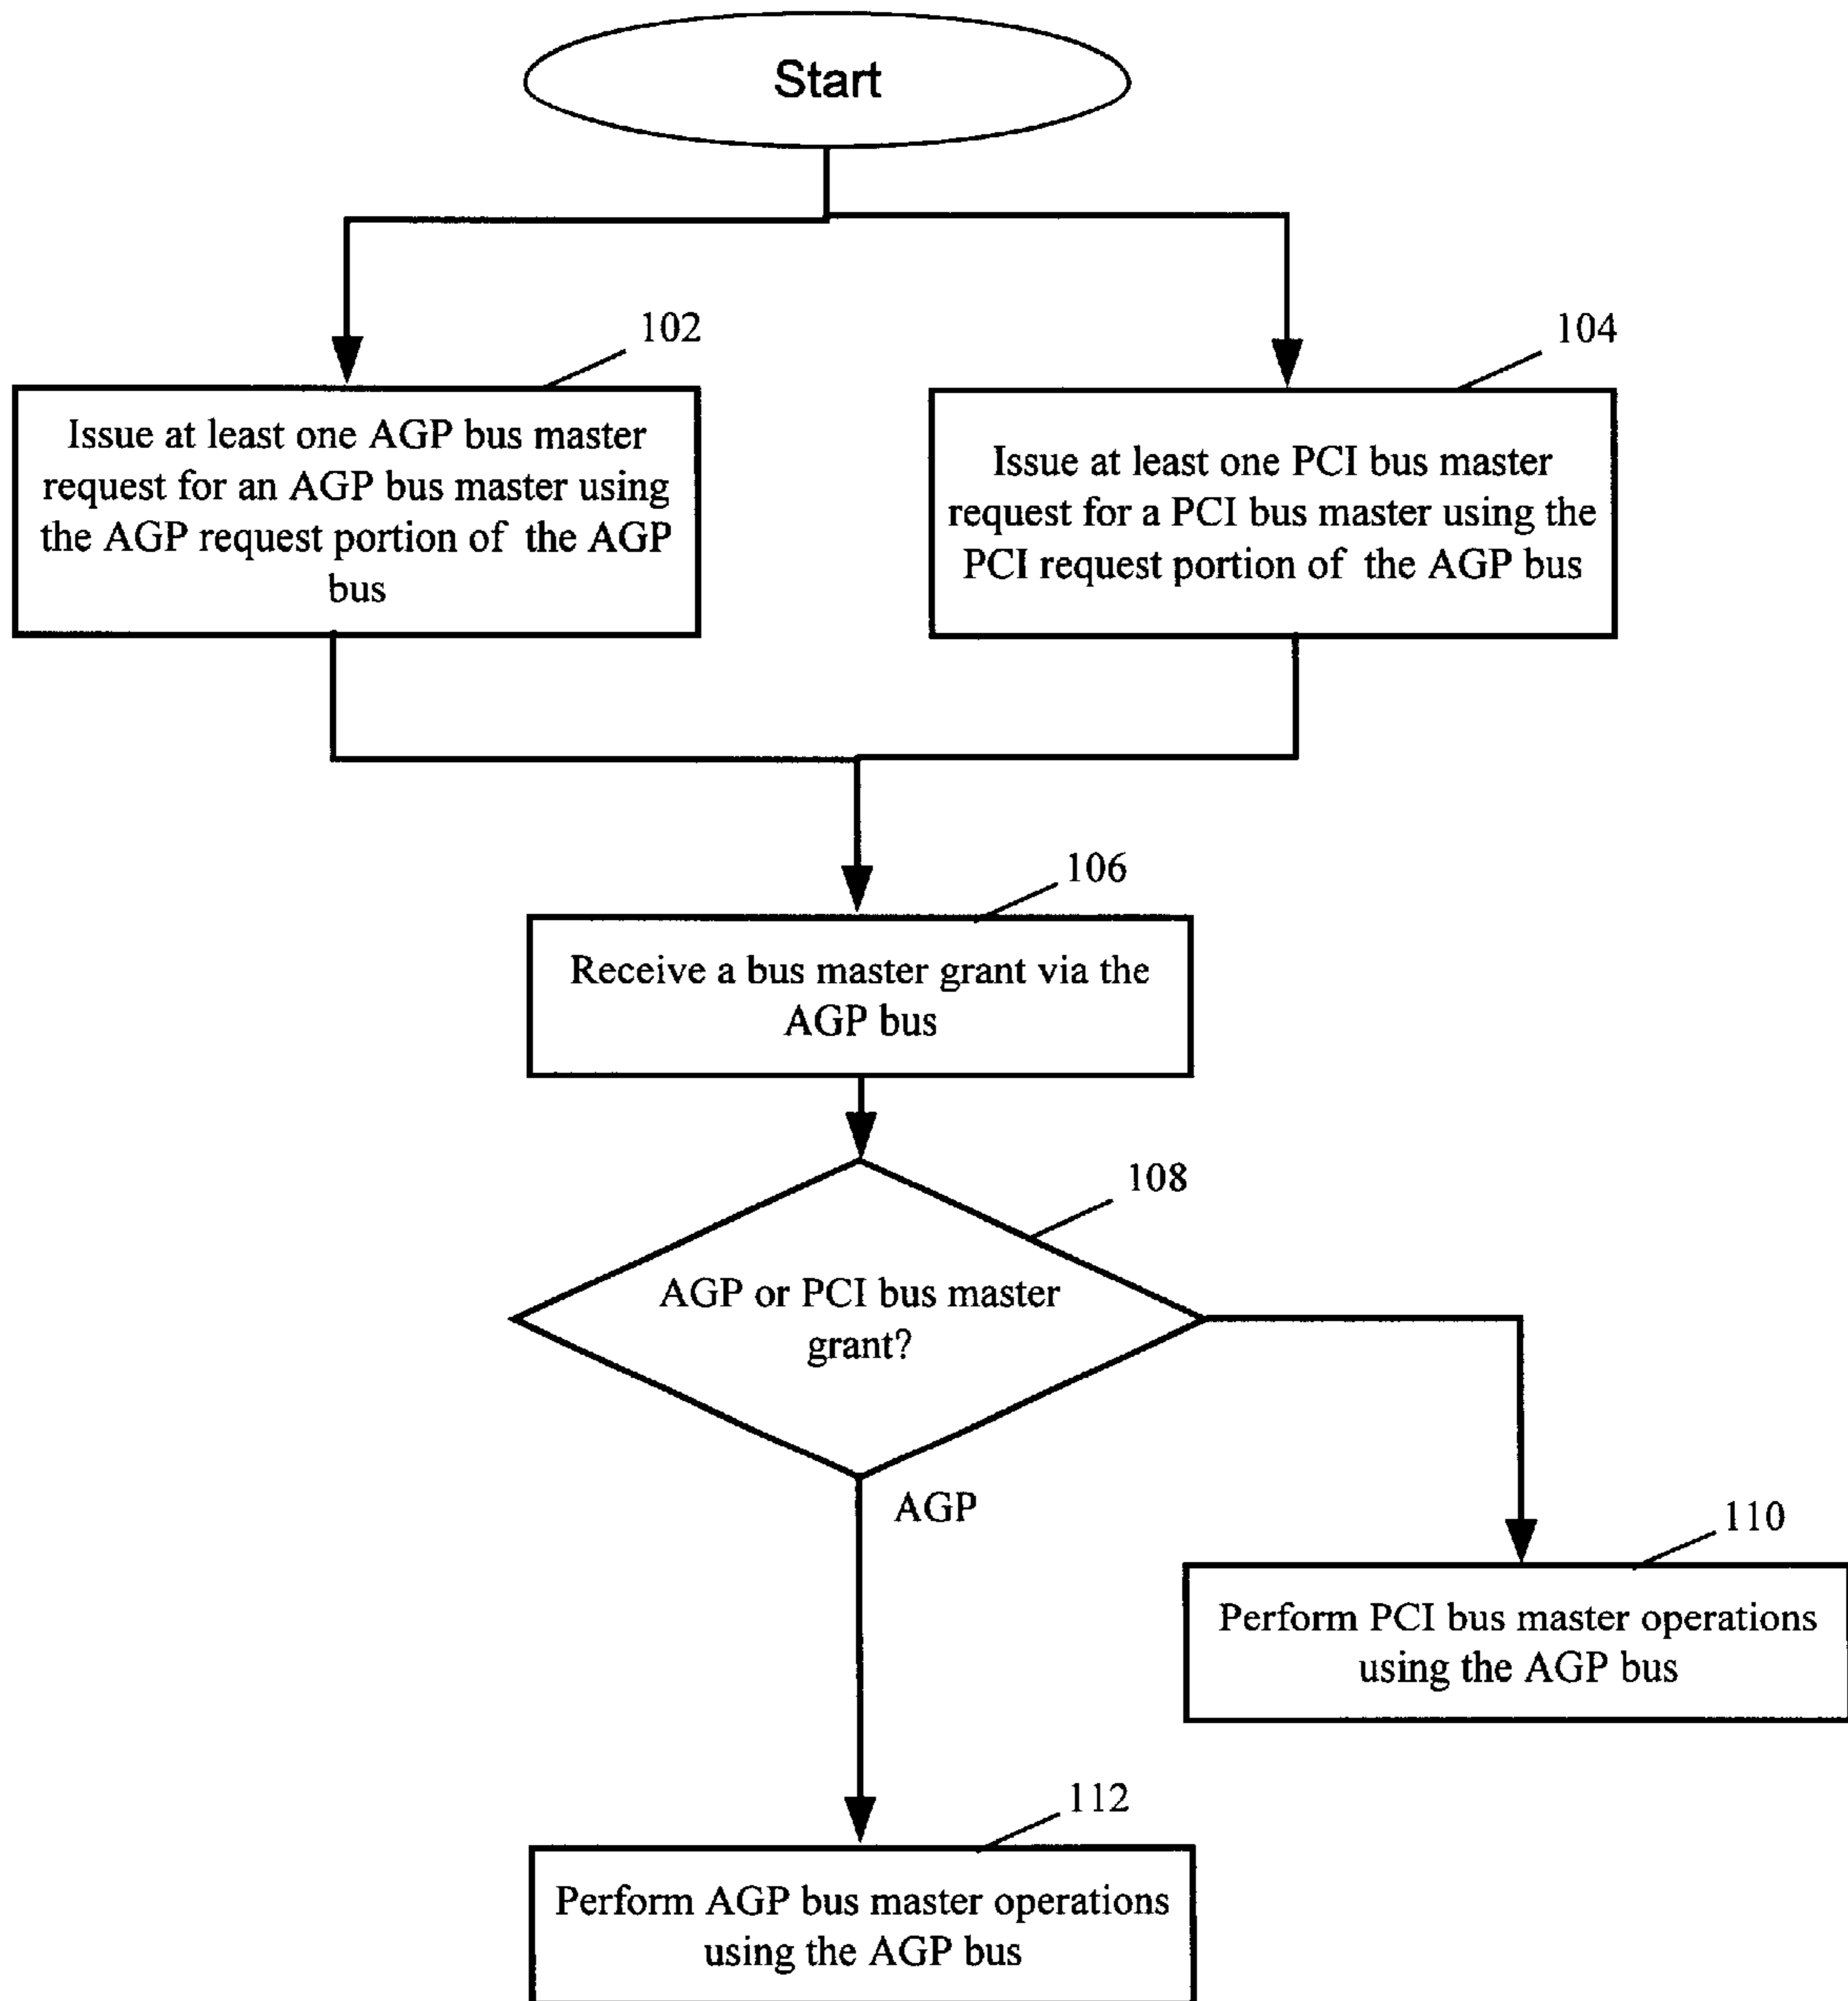 Start
102
104
Issue at least one AGP bus master
request for an AGP bus master using
the AGP request portion of the AGP
bus
Issue at least one PCI bus master
request for a PCI bus master using the
PCI request portion of the AGP bus
106
Receive a bus master grant via the
AGP bus
108
AGP or PCI bus master
grant?
AGP
110
Perform PCI bus master operations
using the AGP bus
112
Perform AGP bus master operations
using the AGP bus